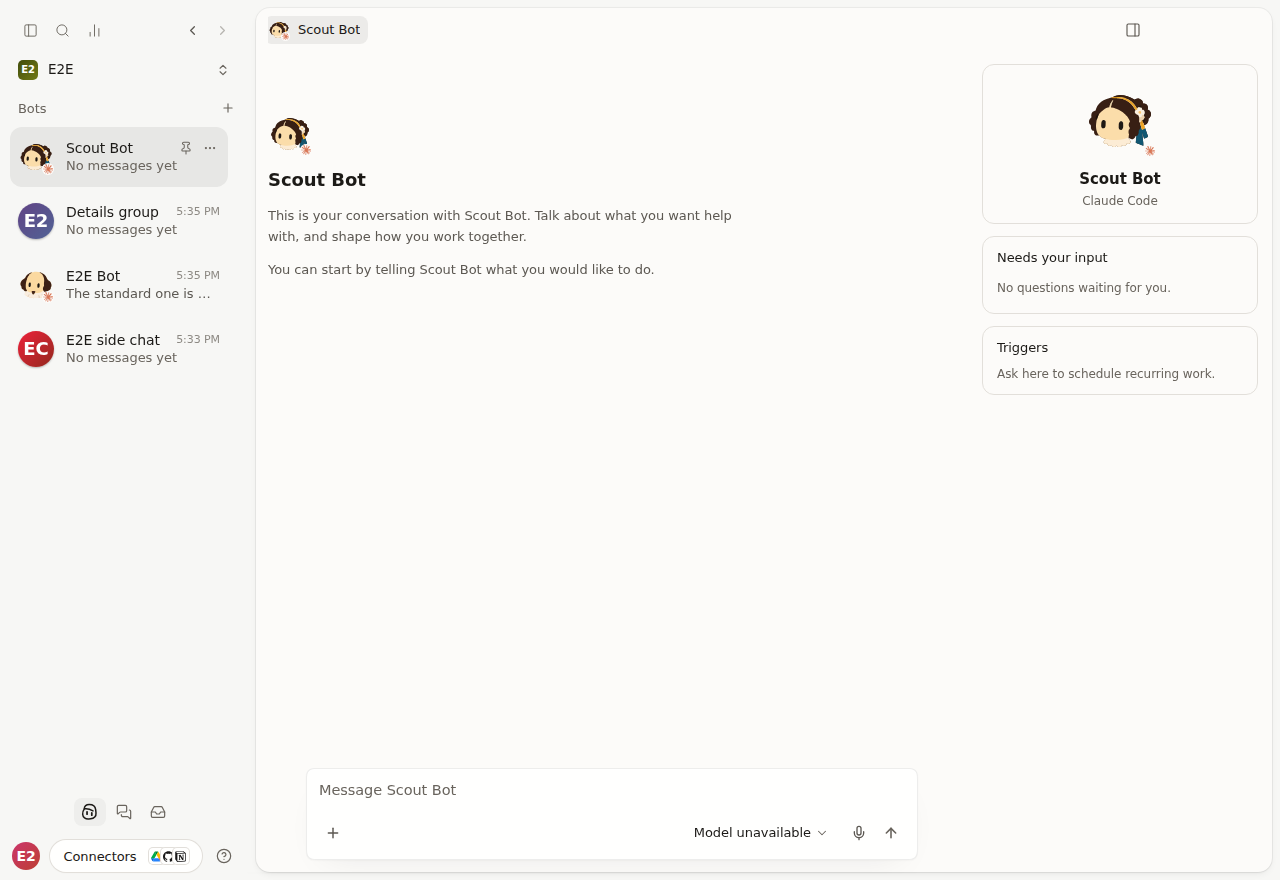 E2 E2E
Bots
Scout Bot
No messages yet
E2 Details group 5:35 PM
No messages yet
E2E Bot 5:35 PM
The standard one is ...
EC E2E side chat 5:33 PM
No messages yet
E2 Connectors
Scout Bot
Scout Bot
This is your conversation with Scout Bot. Talk about what you want help
with, and shape how you work together.
You can start by telling Scout Bot what you would like to do.
Message Scout Bot
Model unavailable
Scout Bot
Claude Code
Needs your input
No questions waiting for you.
Triggers
Ask here to schedule recurring work.